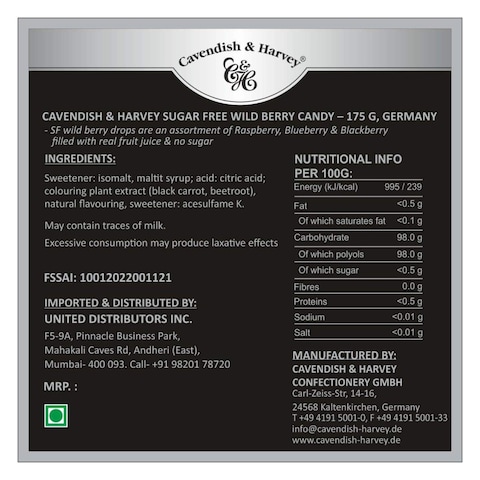 Cavendish & Harvey®
C&H
CAVENDISH & HARVEY SUGAR FREE WILD BERRY CANDY – 175 G, GERMANY
- SF wild berry drops are an assortment of Raspberry, Blueberry & Blackberry
filled with real fruit juice & no sugar
INGREDIENTS:
Sweetener: isomalt, maltit syrup; acid: citric acid;
colouring plant extract (black carrot, beetroot),
natural flavouring, sweetener: acesulfame K.
May contain traces of milk.
Excessive consumption may produce laxative effects
FSSAI: 10012022001121
IMPORTED & DISTRIBUTED BY:
UNITED DISTRIBUTORS INC.
F5-9A, Pinnacle Business Park,
Mahakali Caves Rd, Andheri (East),
Mumbai- 400 093. Call- +91 98201 78720
MRP. :
NUTRITIONAL INFO
PER 100G:
Energy (kJ/kcal) 995 / 239
Fat <0.5 g
Of which saturates fat <0.1 g
Carbohydrate 98.0 g
Of which polyols 98.0 g
Of which sugar <0.5 g
Fibres 0.0 g
Proteins <0.5 g
Sodium <0.01 g
Salt <0.01 g
MANUFACTURED BY:
CAVENDISH & HARVEY
CONFECTIONERY GMBH
Carl-Zeiss-Str, 14-16,
24568 Kaltenkirchen, Germany
T +49 4191 5001-0, F +49 4191 5001-33
info@cavendish-harvey.de
www.cavendish-harvey.de